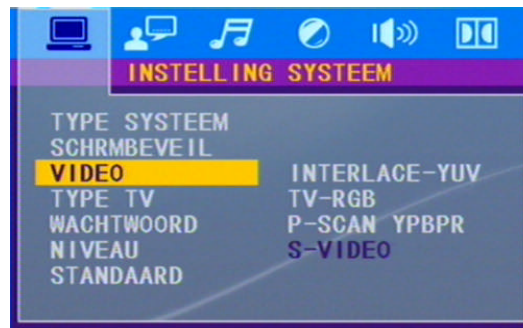 INSTELLING SYSTEEM
TYPE SYSTEEM
SCHRMBEVEIL
VIDEO
TYPE TV
WACHTWOORD
NIVEAU
STANDAARD
INTERLACE-YUV
TV-RGB
P-SCAN YPBPR
S-VIDEO